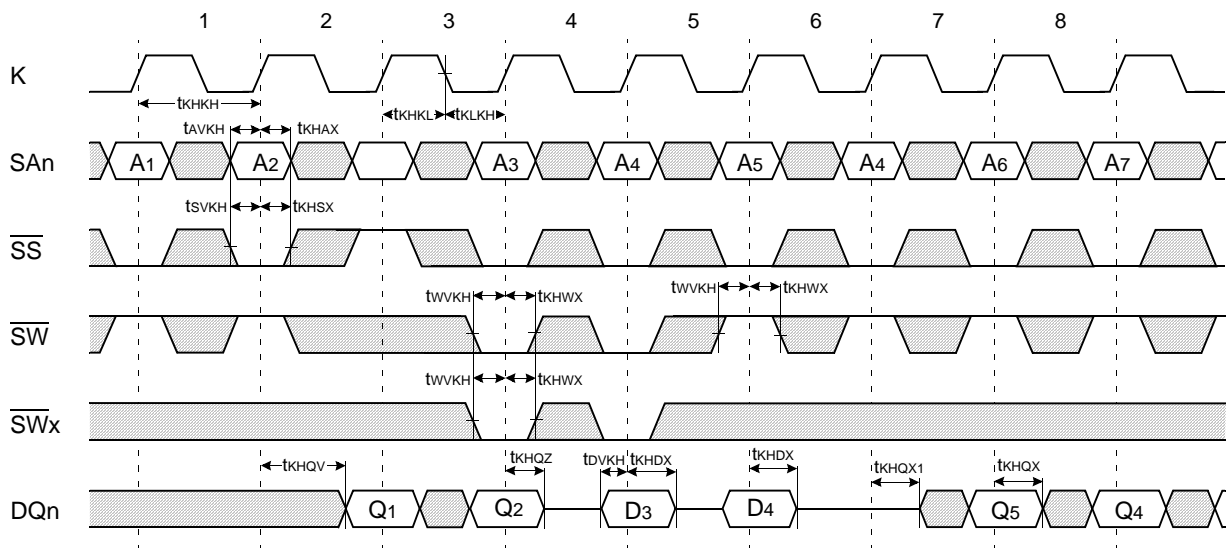 1 2 3 4 5 6 7 8
K
tKHKH tKHKL tKLKH
tAVKH tKHAX
SAn A1 A2 A3 A4 A5 A4 A6 A7
tSVKH tKHSX
SS
tWVKH tKHWX tWVKH tKHWX
SW
tWVKH tKHWX
SWx
tKHQV tKHQZ tDVKH tKHDX tKHDX tKHQX1 tKHQX
DQn Q1 Q2 D3 D4 Q5 Q4